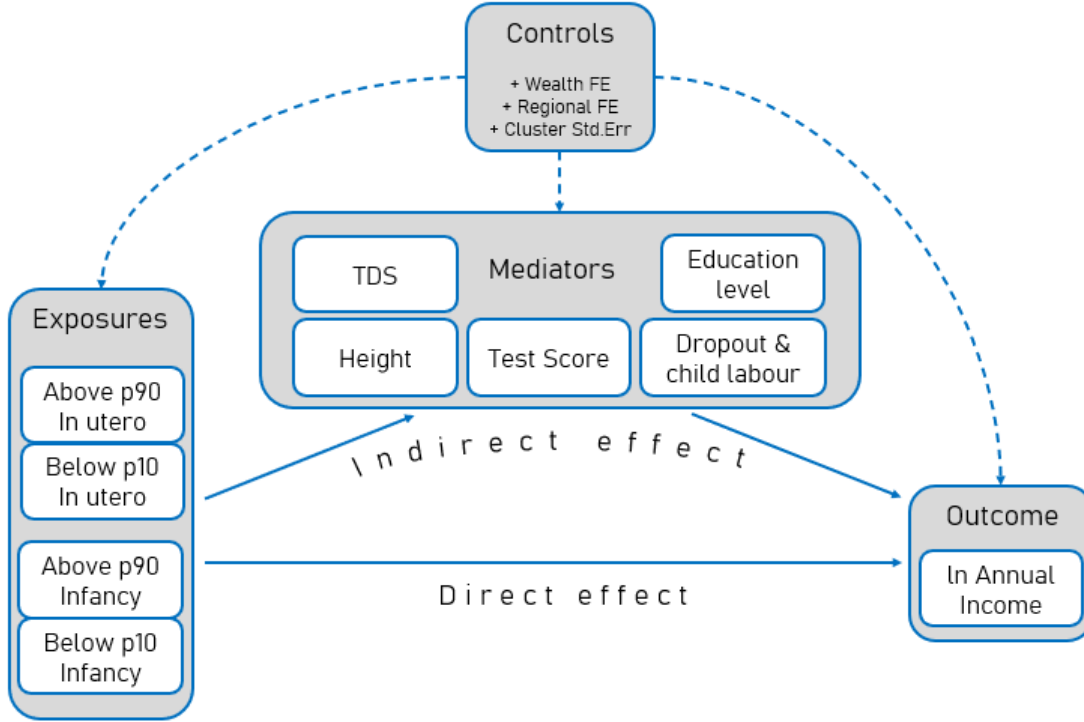 Controls
+ Wealth FE
+ Regional FE
+ Cluster Std.Err
Mediators
TDS
Education
level
Height
Test Score
Dropout &
child labour
Exposures
Above p90
In utero
Below p10
In utero
Above p90
Infancy
Below p10
Infancy
Indirect effect
Direct effect
Outcome
ln Annual
Income